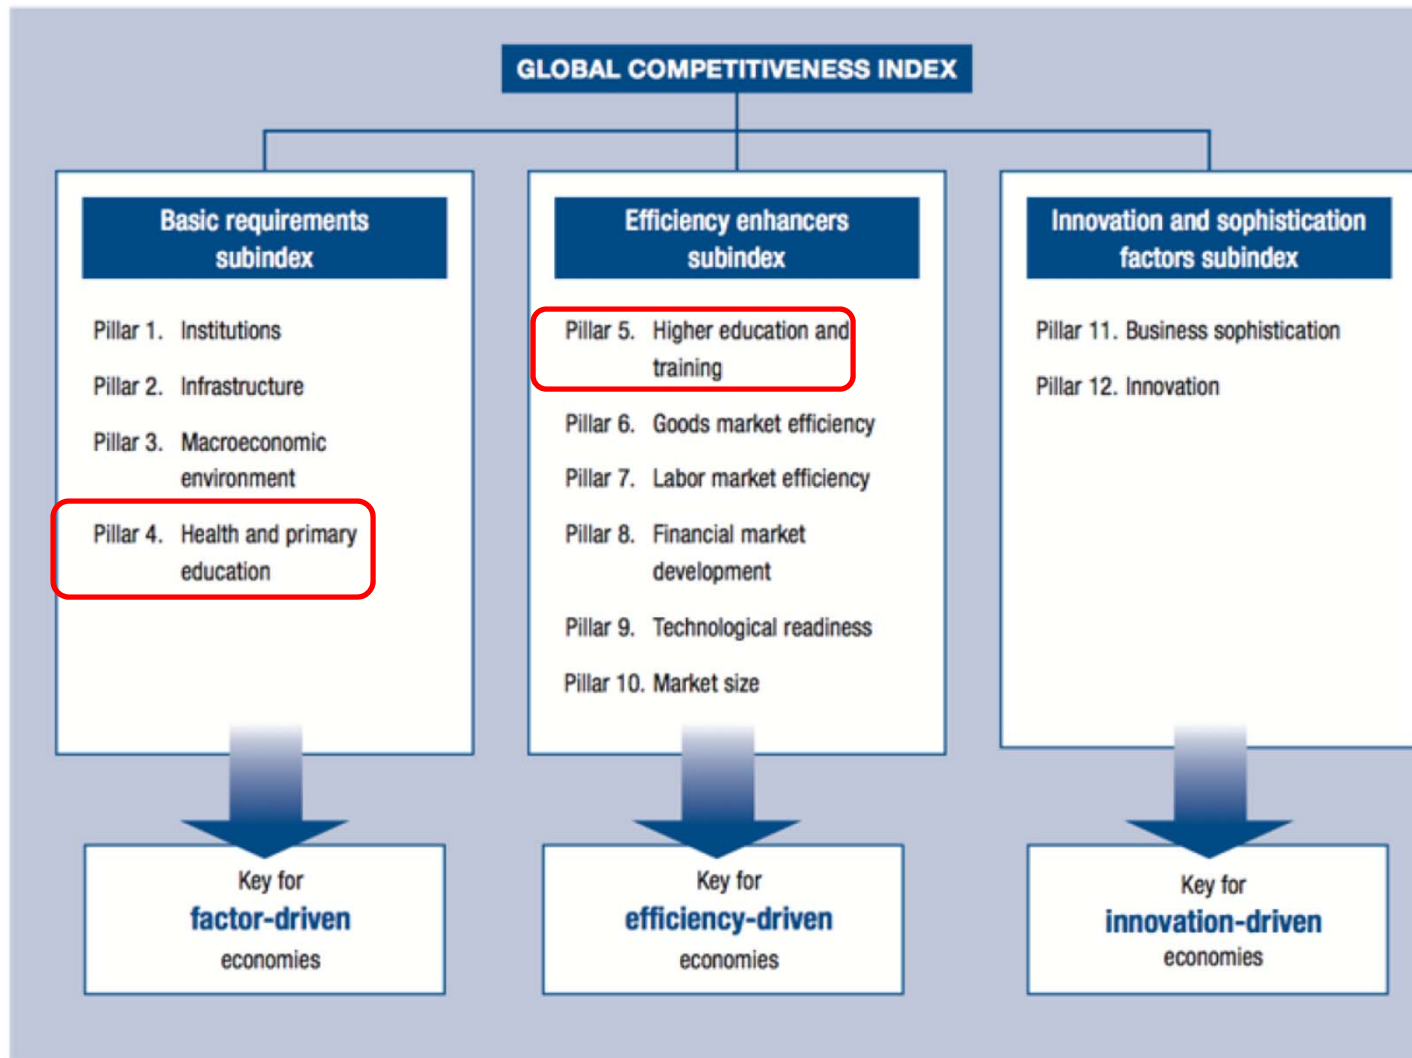 GLOBAL COMPETITIVENESS INDEX
Basic requirements
subindex
Pillar 1. Institutions
Pillar 2. Infrastructure
Pillar 3. Macroeconomic
environment
Pillar 4. Health and primary
education
Key for
factor-driven
economies
Efficiency enhancers
subindex
Pillar 5. Higher education and
training
Pillar 6. Goods market efficiency
Pillar 7. Labor market efficiency
Pillar 8. Financial market
development
Pillar 9. Technological readiness
Pillar 10. Market size
Key for
efficiency-driven
economies
Innovation and sophistication
factors subindex
Pillar 11. Business sophistication
Pillar 12. Innovation
Key for
innovation-driven
economies